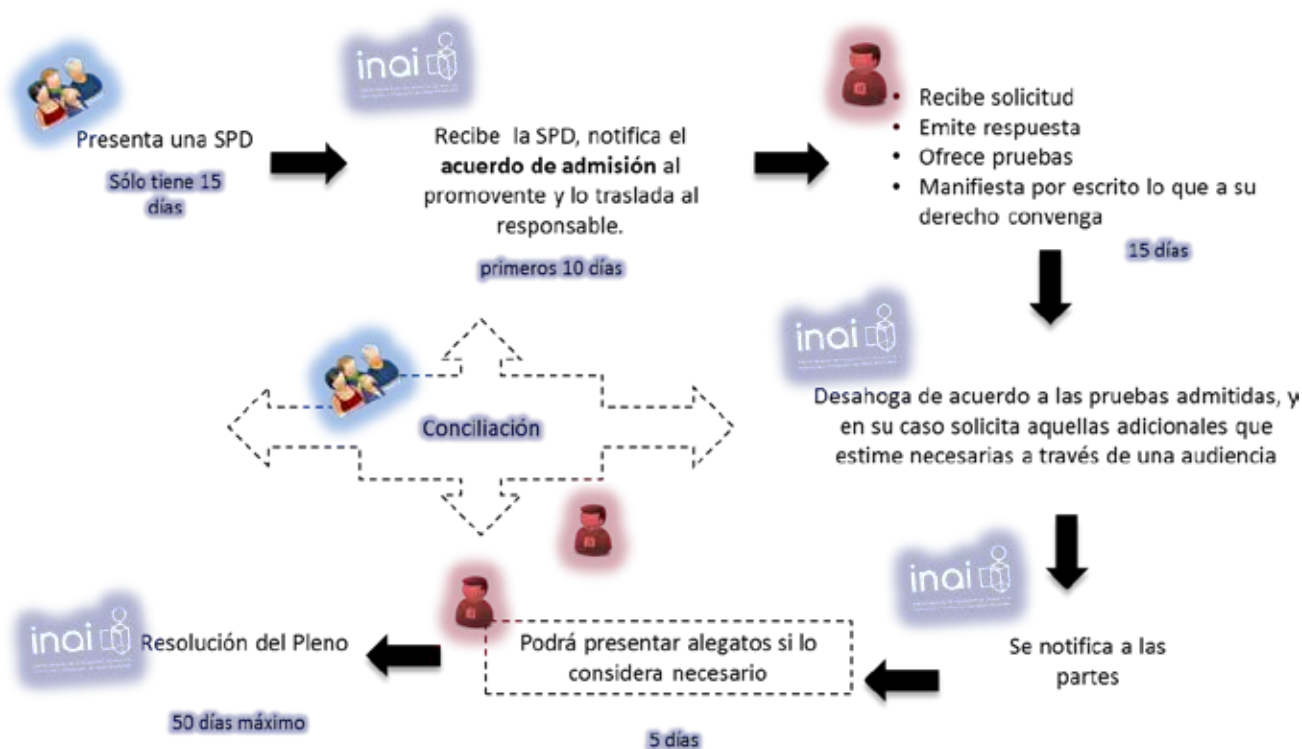 inai
Presenta una SPD
Sólo tiene 15
días
Recibe la SPD, notifica el
acuerdo de admisión al
promovente y lo traslada al
responsable.
primeros 10 días
• Recibe solicitud
• Emite respuesta
• Ofrece pruebas
• Manifiesta por escrito lo que a su
derecho convenga
15 días
inai
Desahoga de acuerdo a las pruebas admitidas, y
en su caso solicita aquellas adicionales que
estime necesarias a través de una audiencia
Conciliación
inai
Se notifica a las
partes
Podrá presentar alegatos si lo
considera necesario
5 días
inai
Resolución del Pleno
50 días máximo